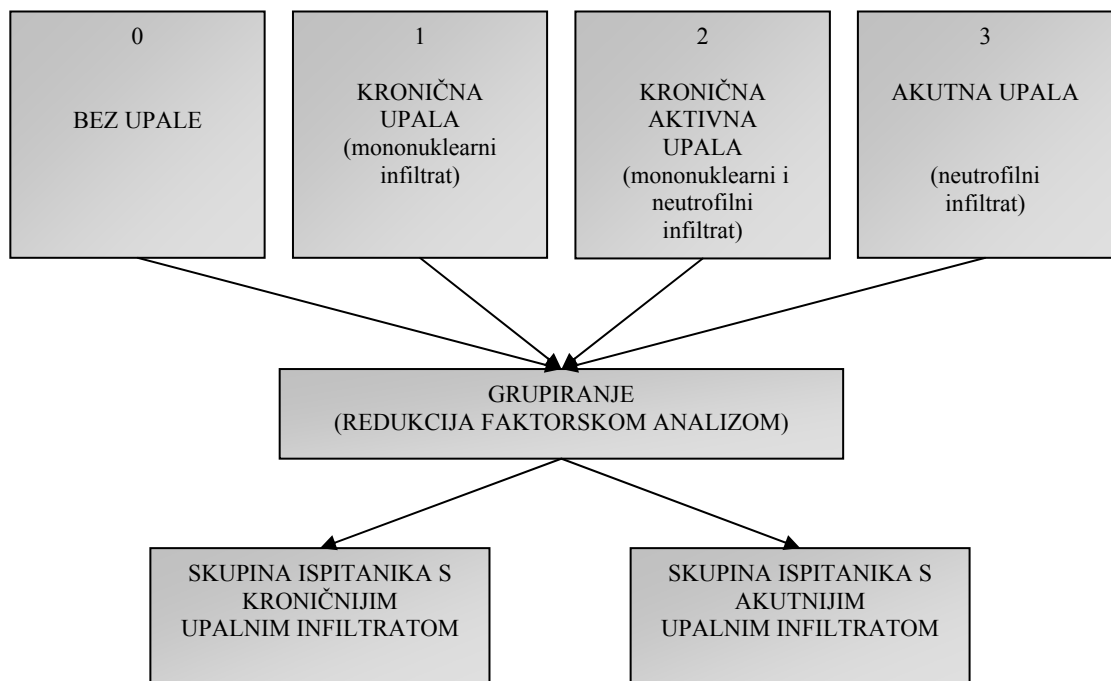 0
BEZ UPALE
1
KRONIČNA
UPALA
(mononuklearni
infiltrat)
2
KRONIČNA
AKTIVNA
UPALA
(mononuklearni i
neutrofilni
infiltrat)
3
AKUTNA UPALA
(neutrofilni
infiltrat)
GRUPIRANJE
(REDUKCIJA FAKTORSKOM ANALIZOM)
SKUPINA ISPITANIKA S
KRONIČNIJIM
UPALNIM INFILTRATOM
SKUPINA ISPITANIKA S
AKUTNIJIM
UPALNIM INFILTRATOM